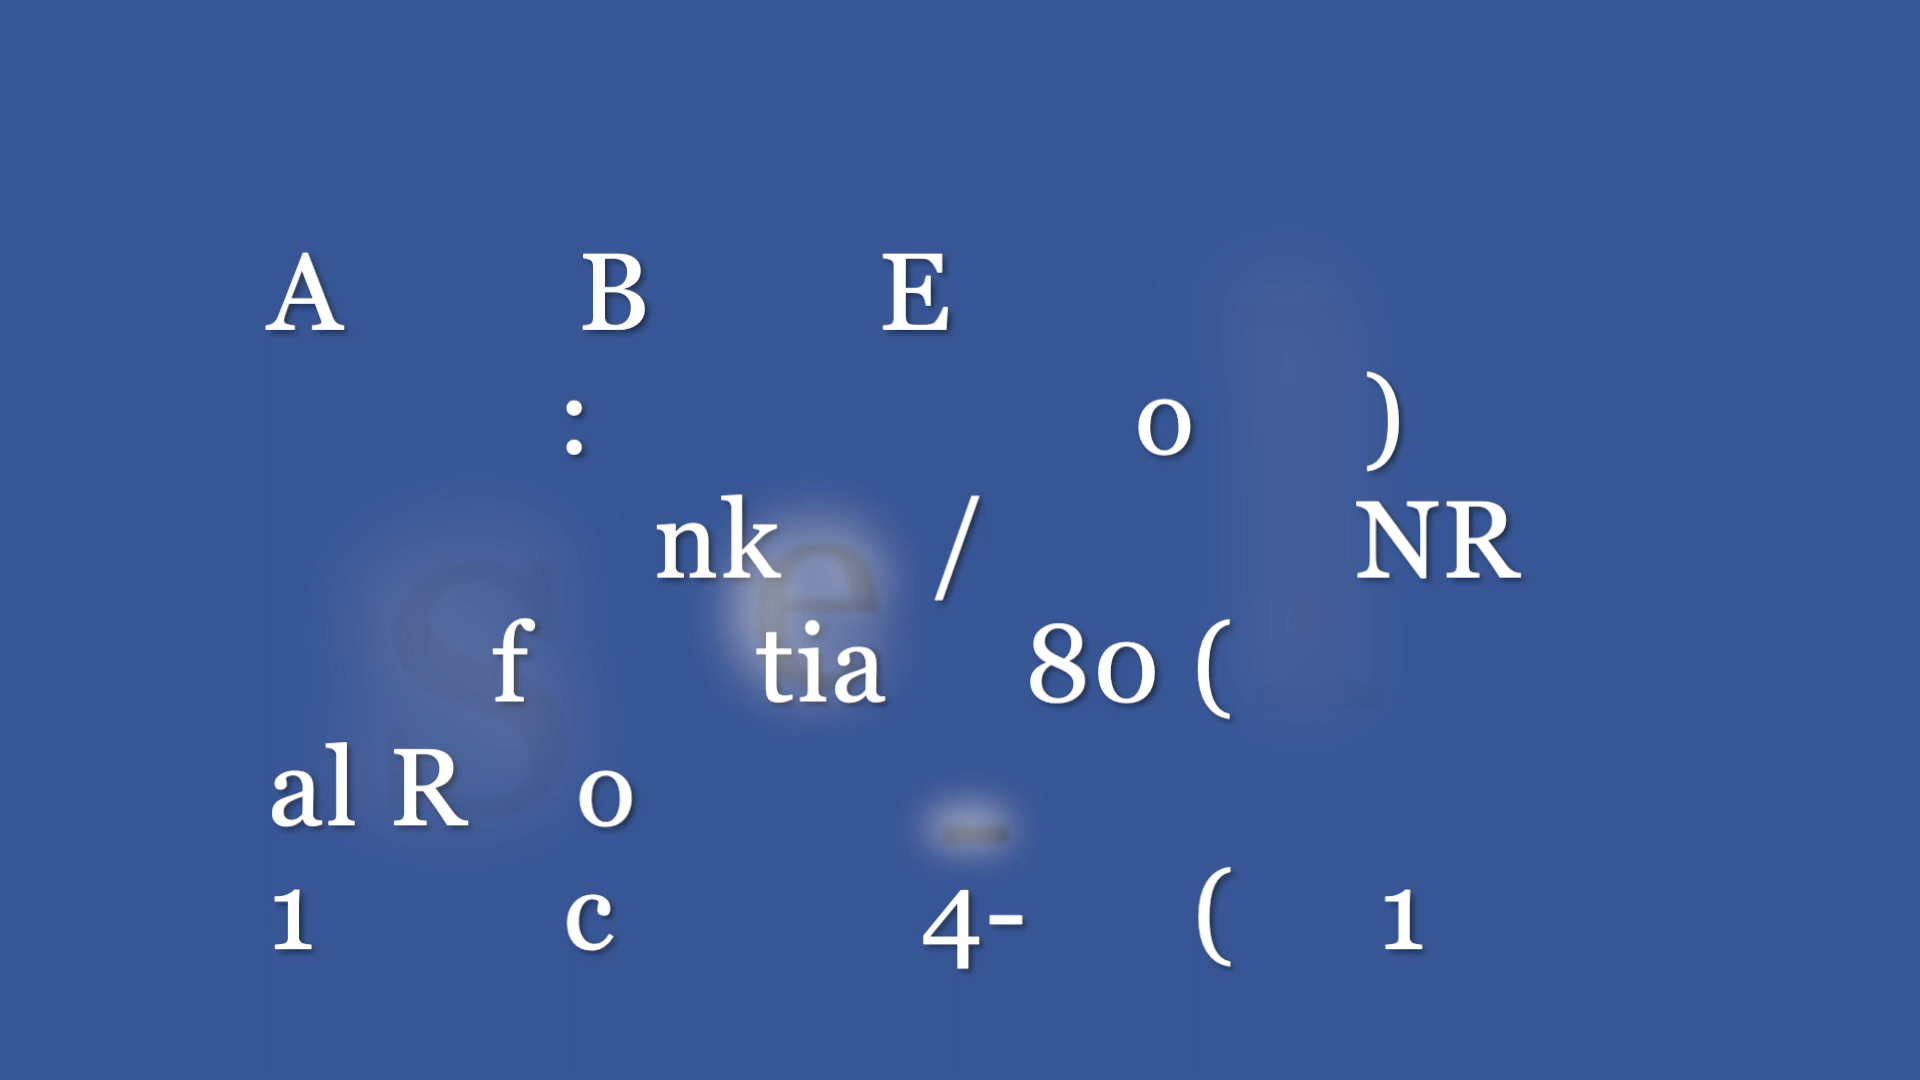 A B E
: o )
nk / NR
f tia 80 (
al R o
1 c 4- ( 1